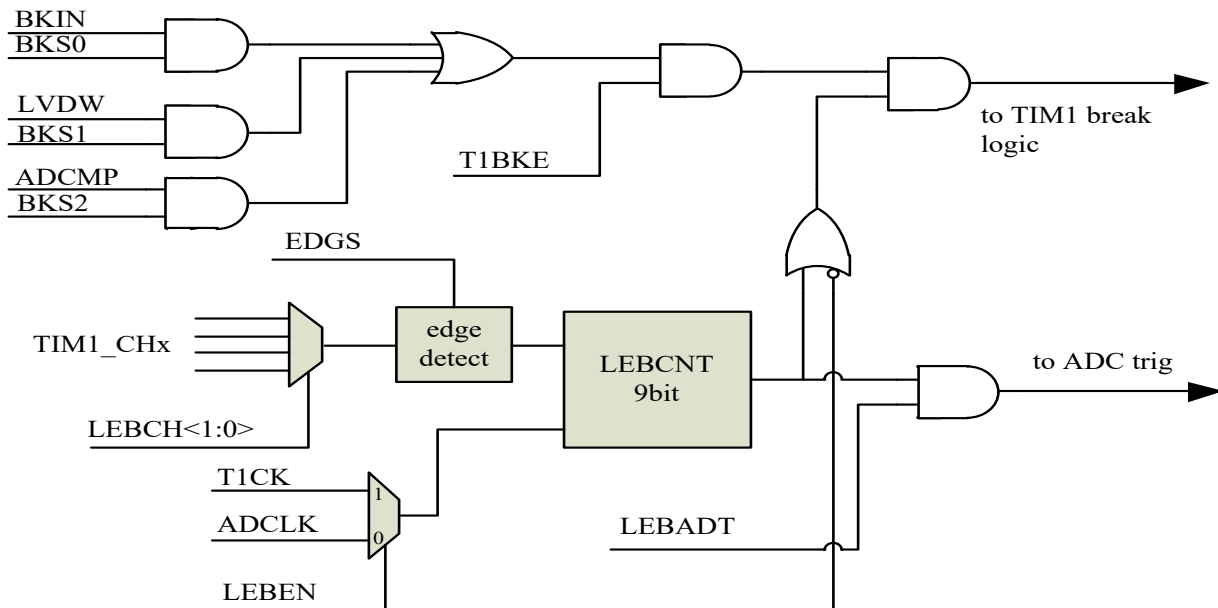 BKIN
BKS0
LVDW
BKS1
ADCMP
BKS2
T1BKE
to TIM1 break
logic
EDGS
TIM1_CHx
edge
detect
LEBCNT
9bit
to ADC trig
LEBCH<1:0>
T1CK
1
ADCLK
0
LEBADT
LEBEN